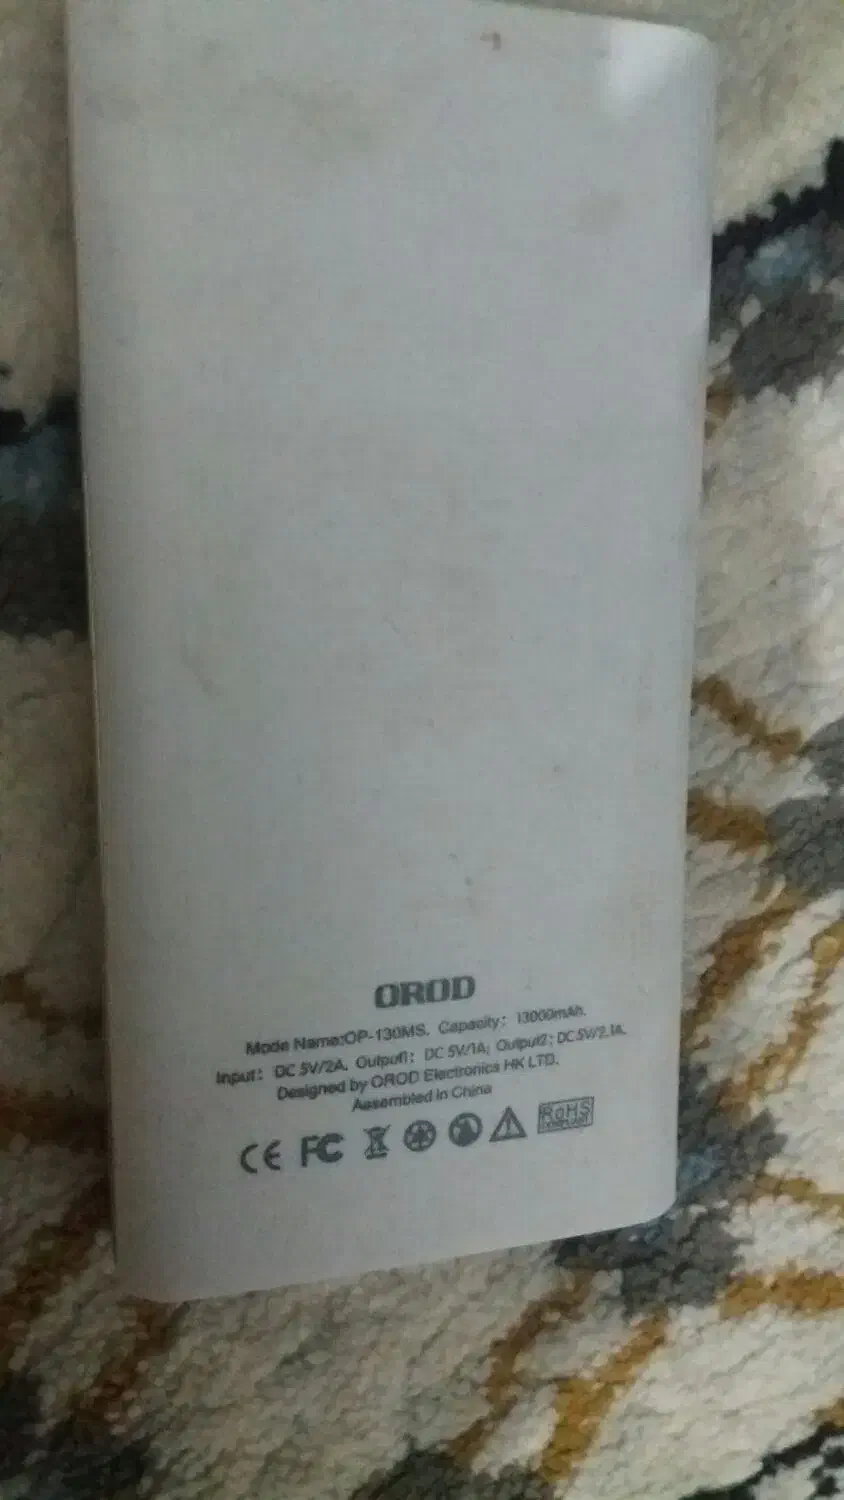 OROD
Mode Name:OP-130MS. Capacity: 13000mAh.
Input: DC 5V/2A. Output1: DC 5V/1A; Output2: DC 5V/2.1A.
Designed by OROD Electronics HK LTD.
Assembled in China
CE FC RoHS
COMPLIANT